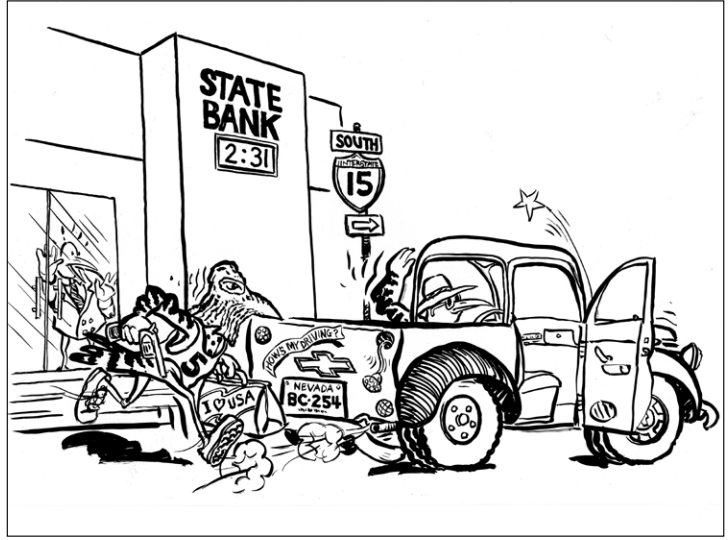 STATE
BANK
2:31
SOUTH
INTERSTATE
15
HOW'S MY DRIVING?
NEVADA
BC·254
I ♡ USA
5